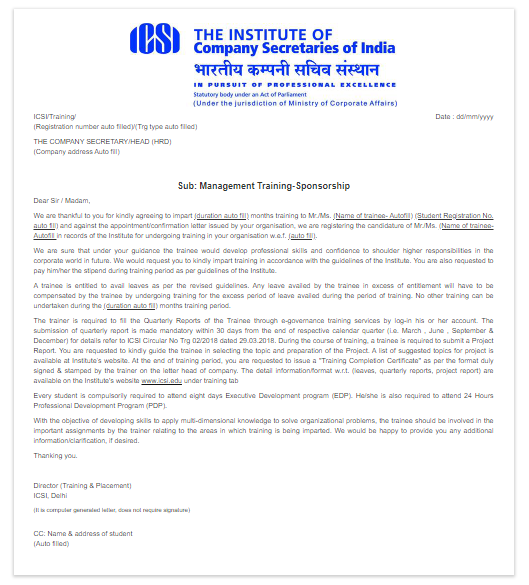 ICSI
THE INSTITUTE OF
Company Secretaries of India
भारतीय कम्पनी सचिव संस्थान
IN PURSUIT OF PROFESSIONAL EXCELLENCE
Statutory body under an Act of Parliament
(Under the jurisdiction of Ministry of Corporate Affairs)
ICSI/Training/ Date : dd/mm/yyyy
(Registration number auto filled)/(Trg type auto filled)
THE COMPANY SECRETARY/HEAD (HRD)
(Company address Auto fill)
Sub: Management Training-Sponsorship
Dear Sir / Madam,
We are thankful to you for kindly agreeing to impart (duration auto fill) months training to Mr./Ms. (Name of trainee- Autofill) (Student Registration No.
auto fill) and against the appointment/confirmation letter issued by your organisation, we are registering the candidature of Mr./Ms. (Name of trainee-
Autofill in records of the Institute for undergoing training in your organisation w.e.f. (auto fill).
We are sure that under your guidance the trainee would develop professional skills and confidence to shoulder higher responsibilities in the
corporate world in future. We would request you to kindly impart training in accordance with the guidelines of the Institute. You are also requested to
pay him/her the stipend during training period as per guidelines of the Institute.
A trainee is entitled to avail leaves as per the revised guidelines. Any leave availed by the trainee in excess of entitlement will have to be
compensated by the trainee by undergoing training for the excess period of leave availed during the period of training. No other training can be
undertaken during the (duration auto fill) months training period.
The trainer is required to fill the Quarterly Reports of the Trainee through e-governance training services by log-in his or her account. The
submission of quarterly report is made mandatory within 30 days from the end of respective calendar quarter (i.e. March , June , September &
December) for details refer to ICSI Circular No Trg 02/2018 dated 29.03.2018. During the course of training, a trainee is required to submit a Project
Report. You are requested to kindly guide the trainee in selecting the topic and preparation of the Project. A list of suggested topics for project is
available at Institute's website. At the end of training period, you are requested to issue a "Training Completion Certificate" as per the format duly
signed & stamped by the trainer on the letter head of company. The detail information/format w.r.t. (leaves, quarterly reports, project report) are
available on the Institute's website www.icsi.edu under training tab
Every student is compulsorily required to attend eight days Executive Development program (EDP). He/she is also required to attend 24 Hours
Professional Development Program (PDP).
With the objective of developing skills to apply multi-dimensional knowledge to solve organizational problems, the trainee should be involved in the
important assignments by the trainer relating to the areas in which training is being imparted. We would be happy to provide you any additional
information/clarification, if desired.
Thanking you.
Director (Training & Placement)
ICSI, Delhi
(It is computer generated letter, does not require signature)
CC: Name & address of student
(Auto filled)